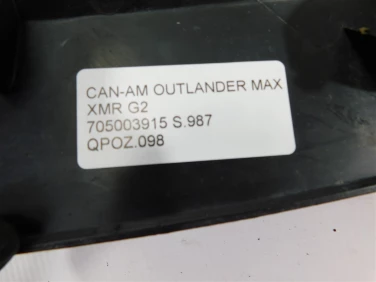 CAN-AM OUTLANDER MAX
XMR G2
705003915 S.987
QPOZ.098